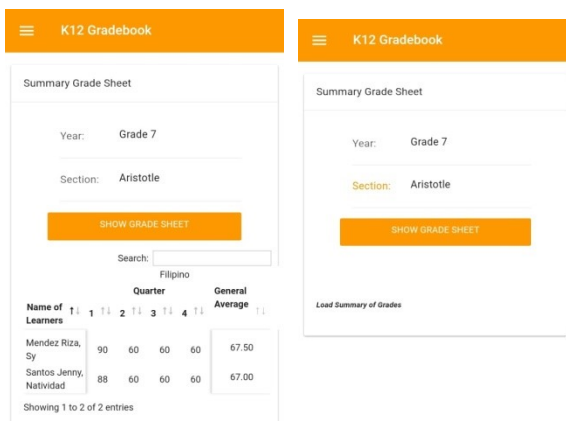 K12 Gradebook
Summary Grade Sheet
Year: Grade 7
Section: Aristotle
SHOW GRADE SHEET
Search:
Filipino
Quarter General
Name of 1 2 3 4 Average
Learners
Mendez Riza, 90 60 60 60 67.50
Sy
Santos Jenny, 88 60 60 60 67.00
Natividad
Showing 1 to 2 of 2 entries
K12 Gradebook
Summary Grade Sheet
Year: Grade 7
Section: Aristotle
SHOW GRADE SHEET
Load Summary of Grades